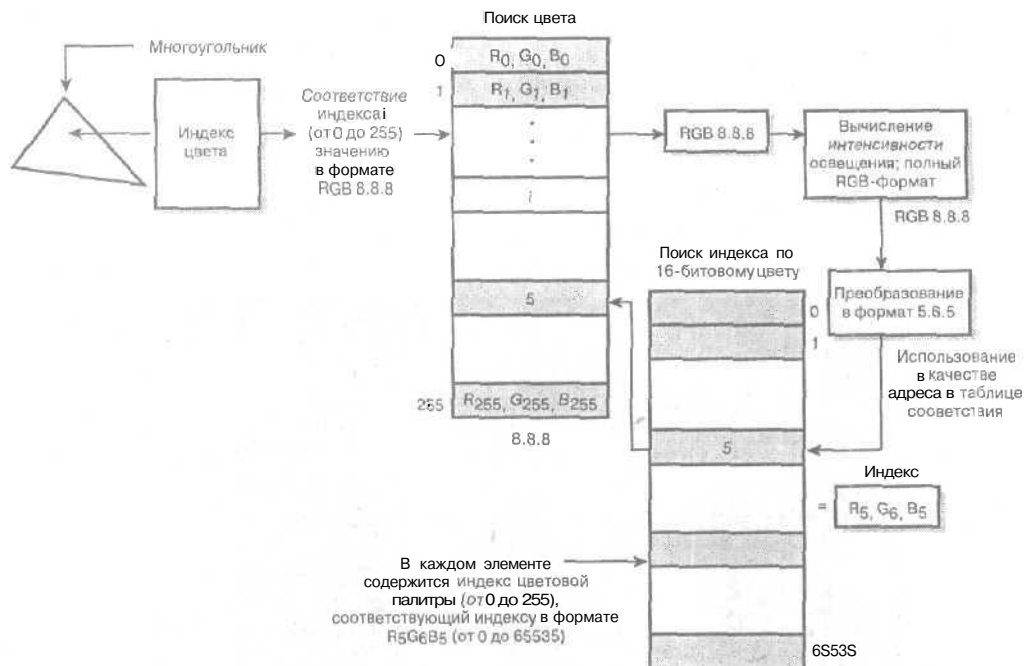 Поиск цвета
Многоугольник
0
R0, G0, B0
1
R1, G1, B1
Индекс
цвета
Соответствие
индекса i
(от 0 до 255)
значению
в формате
RGB 8.8.8
RGB 8.8.8
Вычисление
интенсивности
освещения; полный
RGB-формат
i
RGB 8.8.8
5
255
R255, G255, B255
8.8.8
Поиск индекса по
16-битовому цвету
0
1
Преобразование
в формат 5.6.5
Использование
в качестве
адреса в таблице
сооветствия
5
Индекс
=
R5, G6, B5
В каждом элементе
содержится индекс цветовой
палитры (от 0 до 255),
соответствующий индексу в формате
R5G6B5 (от 0 до 65535)
6S53S